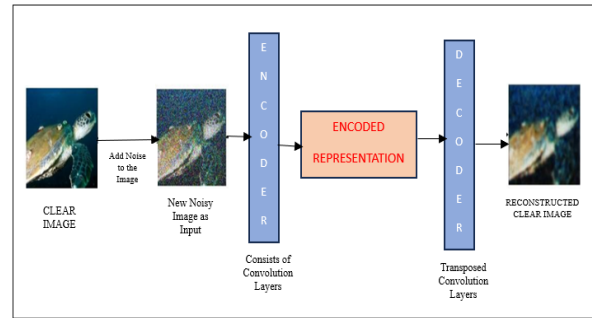 CLEAR
IMAGE
Add Noise
to the
Image
New Noisy
Image as
Input
E
N
C
O
D
E
R
Consists of
Convolution
Layers
ENCODED
REPRESENTATION
D
E
C
O
D
E
R
Transposed
Convolution
Layers
RECONSTRUCTED
CLEAR IMAGE